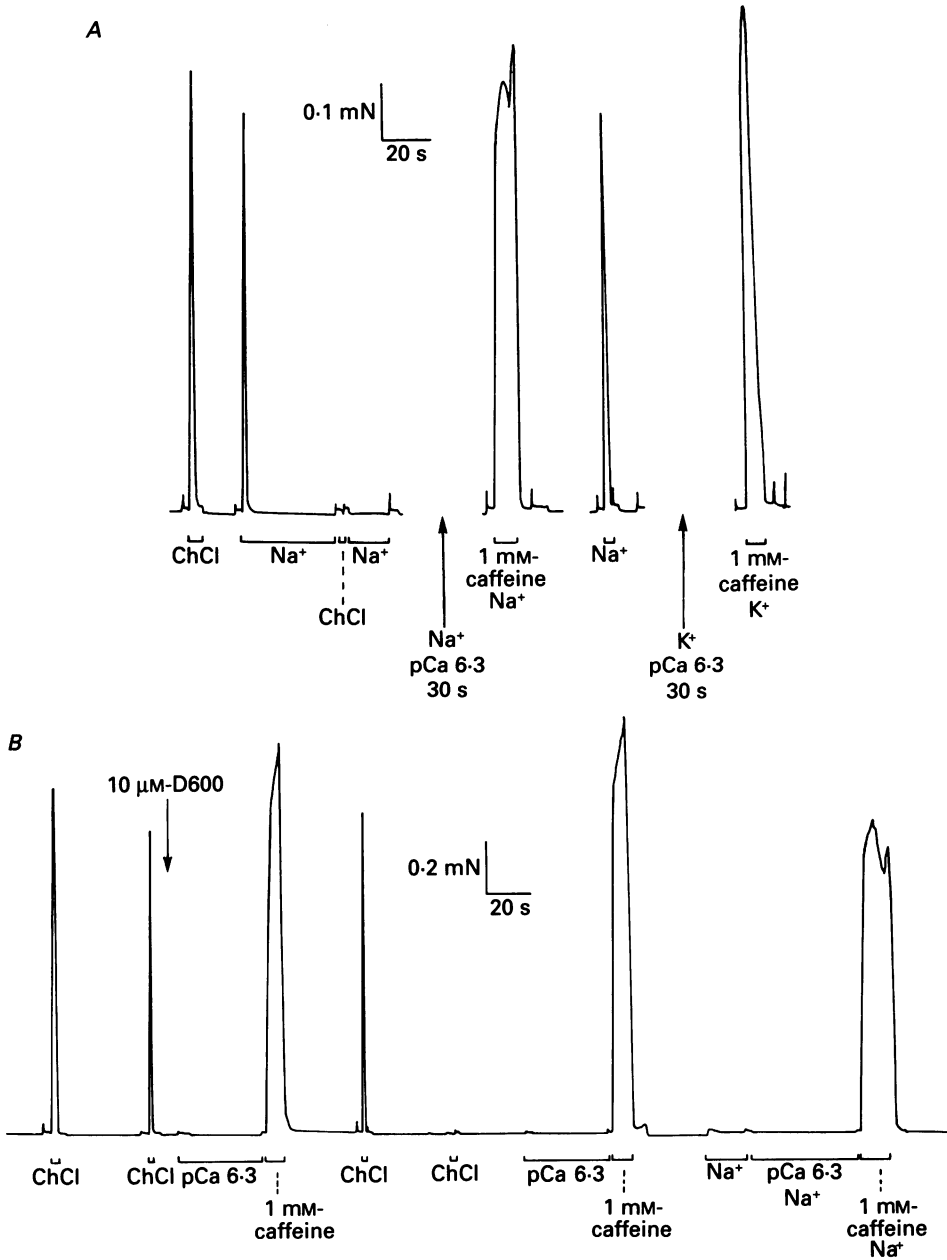 A
0·1 mN
20 s
ChCl
Na⁺
Na⁺
ChCl
1 mM-
caffeine
Na⁺
Na⁺
1 mM-
caffeine
K⁺
Na⁺
pCa 6·3
30 s
K⁺
pCa 6·3
30 s
B
10 μM-D600
0·2 mN
20 s
ChCl
ChCl
pCa 6·3
ChCl
ChCl
pCa 6·3
Na⁺
pCa 6·3
Na⁺
1 mM-
caffeine
1 mM-
caffeine
1 mM-
caffeine
Na⁺